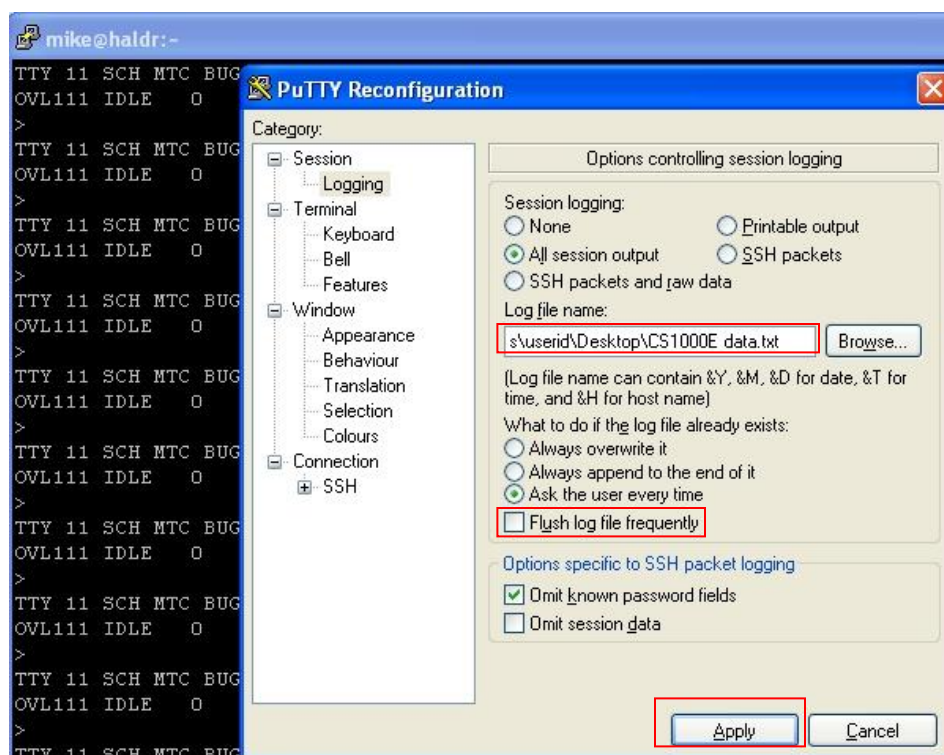 mike@haldr:~
TTY 11 SCH MTC BUG
OVL111 IDLE 0
>
TTY 11 SCH MTC BUG
OVL111 IDLE 0
>
TTY 11 SCH MTC BUG
OVL111 IDLE 0
>
TTY 11 SCH MTC BUG
OVL111 IDLE 0
>
TTY 11 SCH MTC BUG
OVL111 IDLE 0
>
TTY 11 SCH MTC BUG
OVL111 IDLE 0
>
TTY 11 SCH MTC BUG
OVL111 IDLE 0
>
TTY 11 SCH MTC BUG
OVL111 IDLE 0
>
TTY 11 SCH MTC BUG
OVL111 IDLE 0
>
TTY 11 SCH MTC BUG
PuTTY Reconfiguration
Category:
Session
Logging
Terminal
Keyboard
Bell
Features
Window
Appearance
Behaviour
Translation
Selection
Colours
Connection
SSH
Options controlling session logging
Session logging:
None
Printable output
All session output
SSH packets
SSH packets and raw data
Log file name:
s\userid\Desktop\CS1000E data.txt
Browse...
(Log file name can contain &Y, &M, &D for date, &T for
time, and &H for host name)
What to do if the log file already exists:
Always overwrite it
Always append to the end of it
Ask the user every time
Flush log file frequently
Options specific to SSH packet logging
Omit known password fields
Omit session data
Apply
Cancel